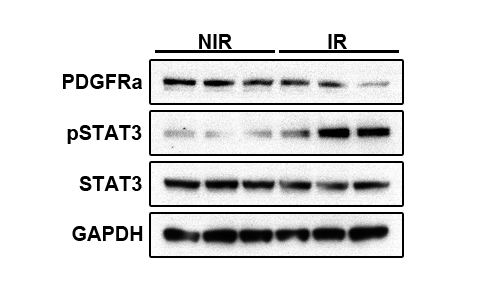 NIR IR
PDGFRa
pSTAT3
STAT3
GAPDH